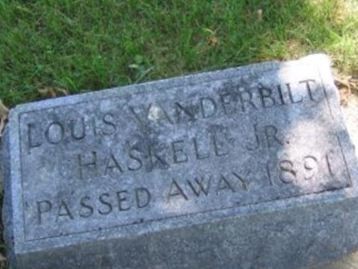 LOUIS VANDERBILT
HASKELL JR.
PASSED AWAY 1891